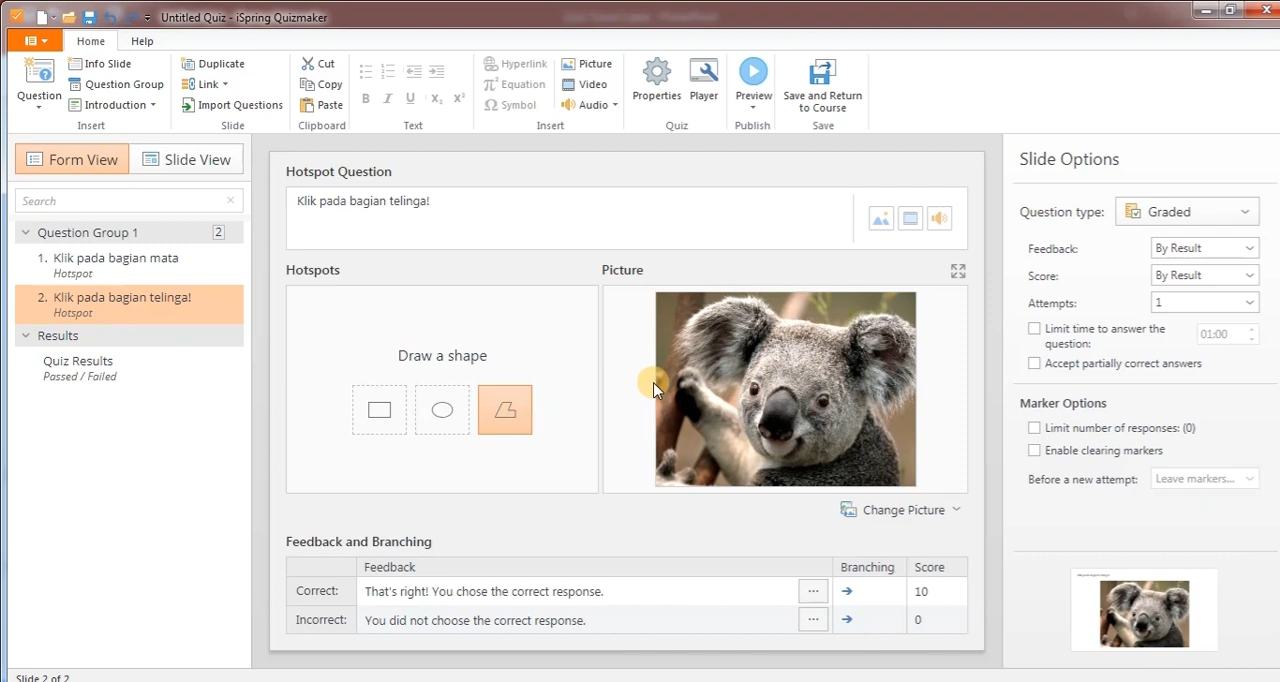 Untitled Quiz - iSpring Quizmaker
Home Help
Question
Info Slide
Question Group
Introduction
Insert
Duplicate
Link
Import Questions
Slide
Cut
Copy
Paste
Clipboard
B I U X₂ X²
Text
Hyperlink
Equation
Symbol
Picture
Video
Audio
Insert
Properties Player
Quiz
Preview
Publish
Save and Return
to Course
Save
Form View Slide View
Search
Question Group 1 2
1. Klik pada bagian mata
Hotspot
2. Klik pada bagian telinga!
Hotspot
Results
Quiz Results
Passed / Failed
Hotspot Question
Klik pada bagian telinga!
Hotspots
Draw a shape
Picture
Change Picture
Feedback and Branching
Feedback Branching Score
Correct: That's right! You chose the correct response. ... 10
Incorrect: You did not choose the correct response. ... 0
Slide Options
Question type: Graded
Feedback: By Result
Score: By Result
Attempts: 1
Limit time to answer the
question: 01:00
Accept partially correct answers
Marker Options
Limit number of responses: (0)
Enable clearing markers
Before a new attempt: Leave markers...
Slide 2 of 2